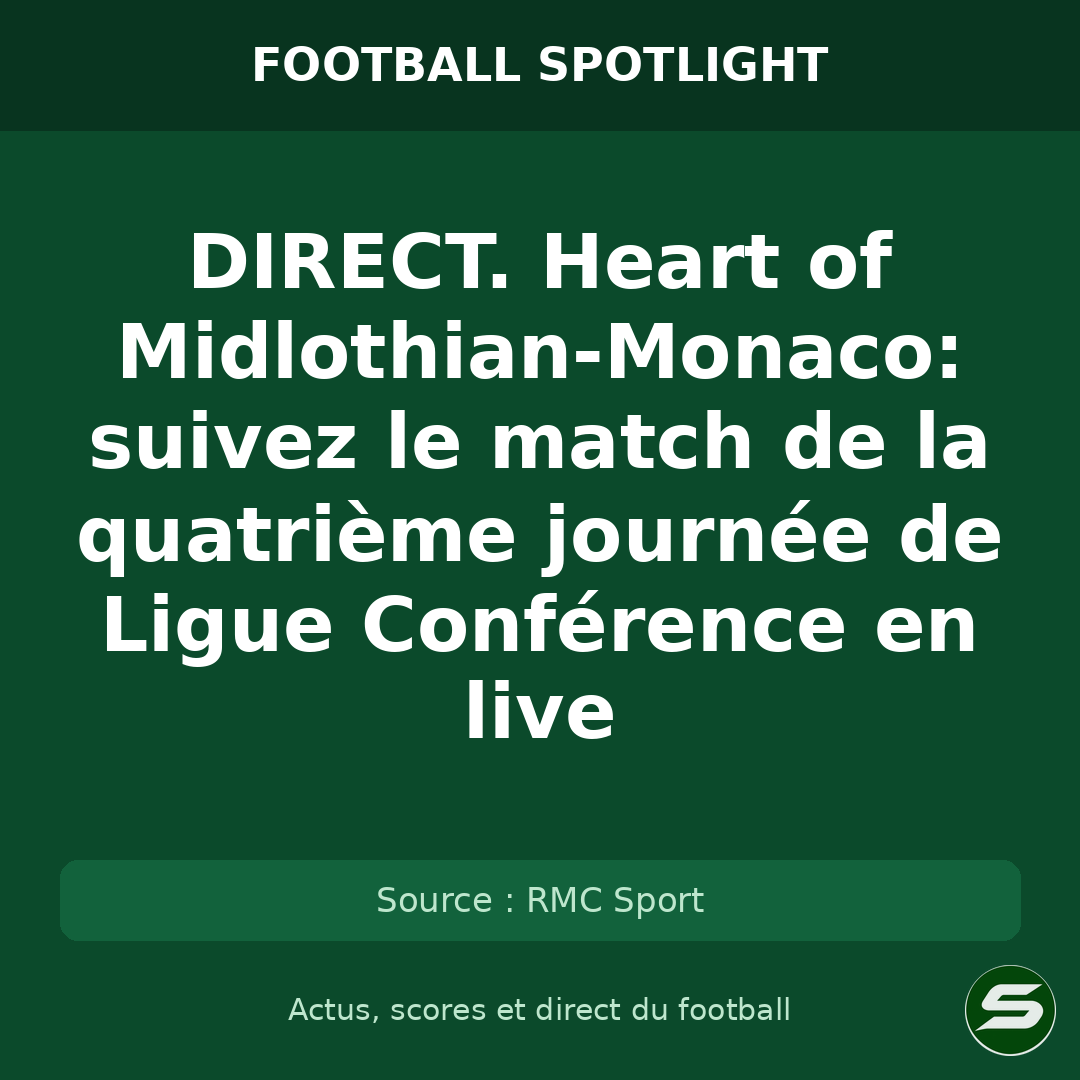 FOOTBALL SPOTLIGHT
DIRECT. Heart of
Midlothian-Monaco:
suivez le match de la
quatrième journée de
Ligue Conférence en
live
Source : RMC Sport
Actus, scores et direct du football
S